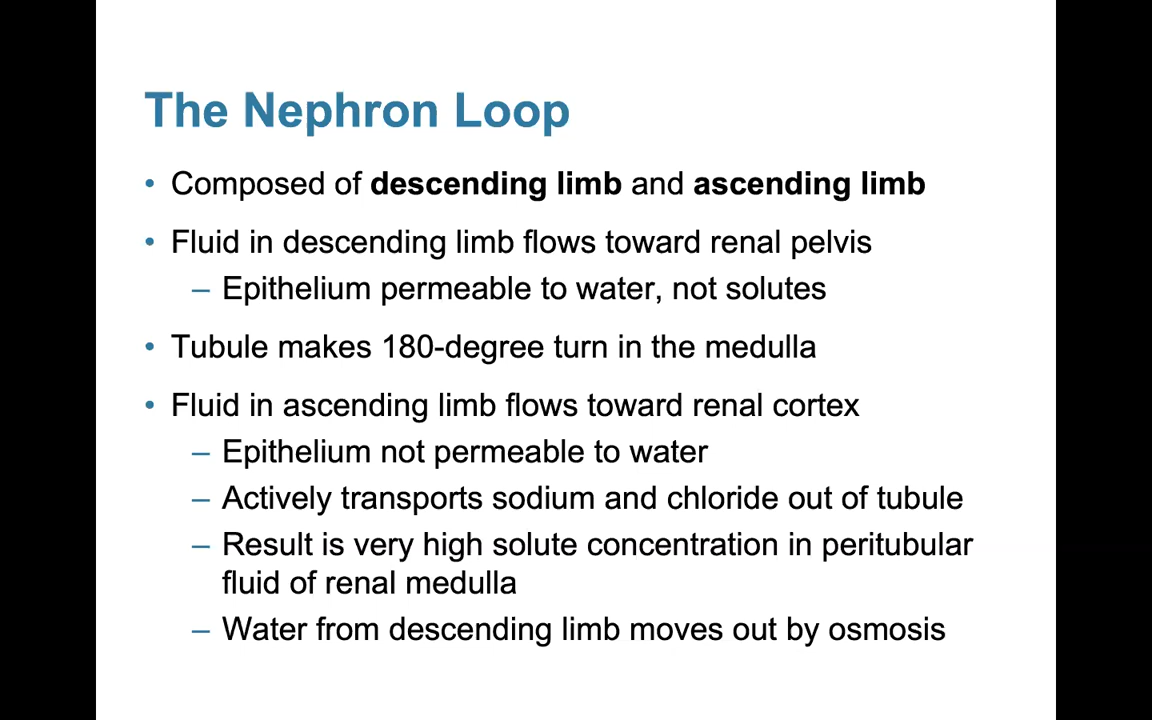 The Nephron Loop
• Composed of descending limb and ascending limb
• Fluid in descending limb flows toward renal pelvis
– Epithelium permeable to water, not solutes
• Tubule makes 180-degree turn in the medulla
• Fluid in ascending limb flows toward renal cortex
– Epithelium not permeable to water
– Actively transports sodium and chloride out of tubule
– Result is very high solute concentration in peritubular
fluid of renal medulla
– Water from descending limb moves out by osmosis